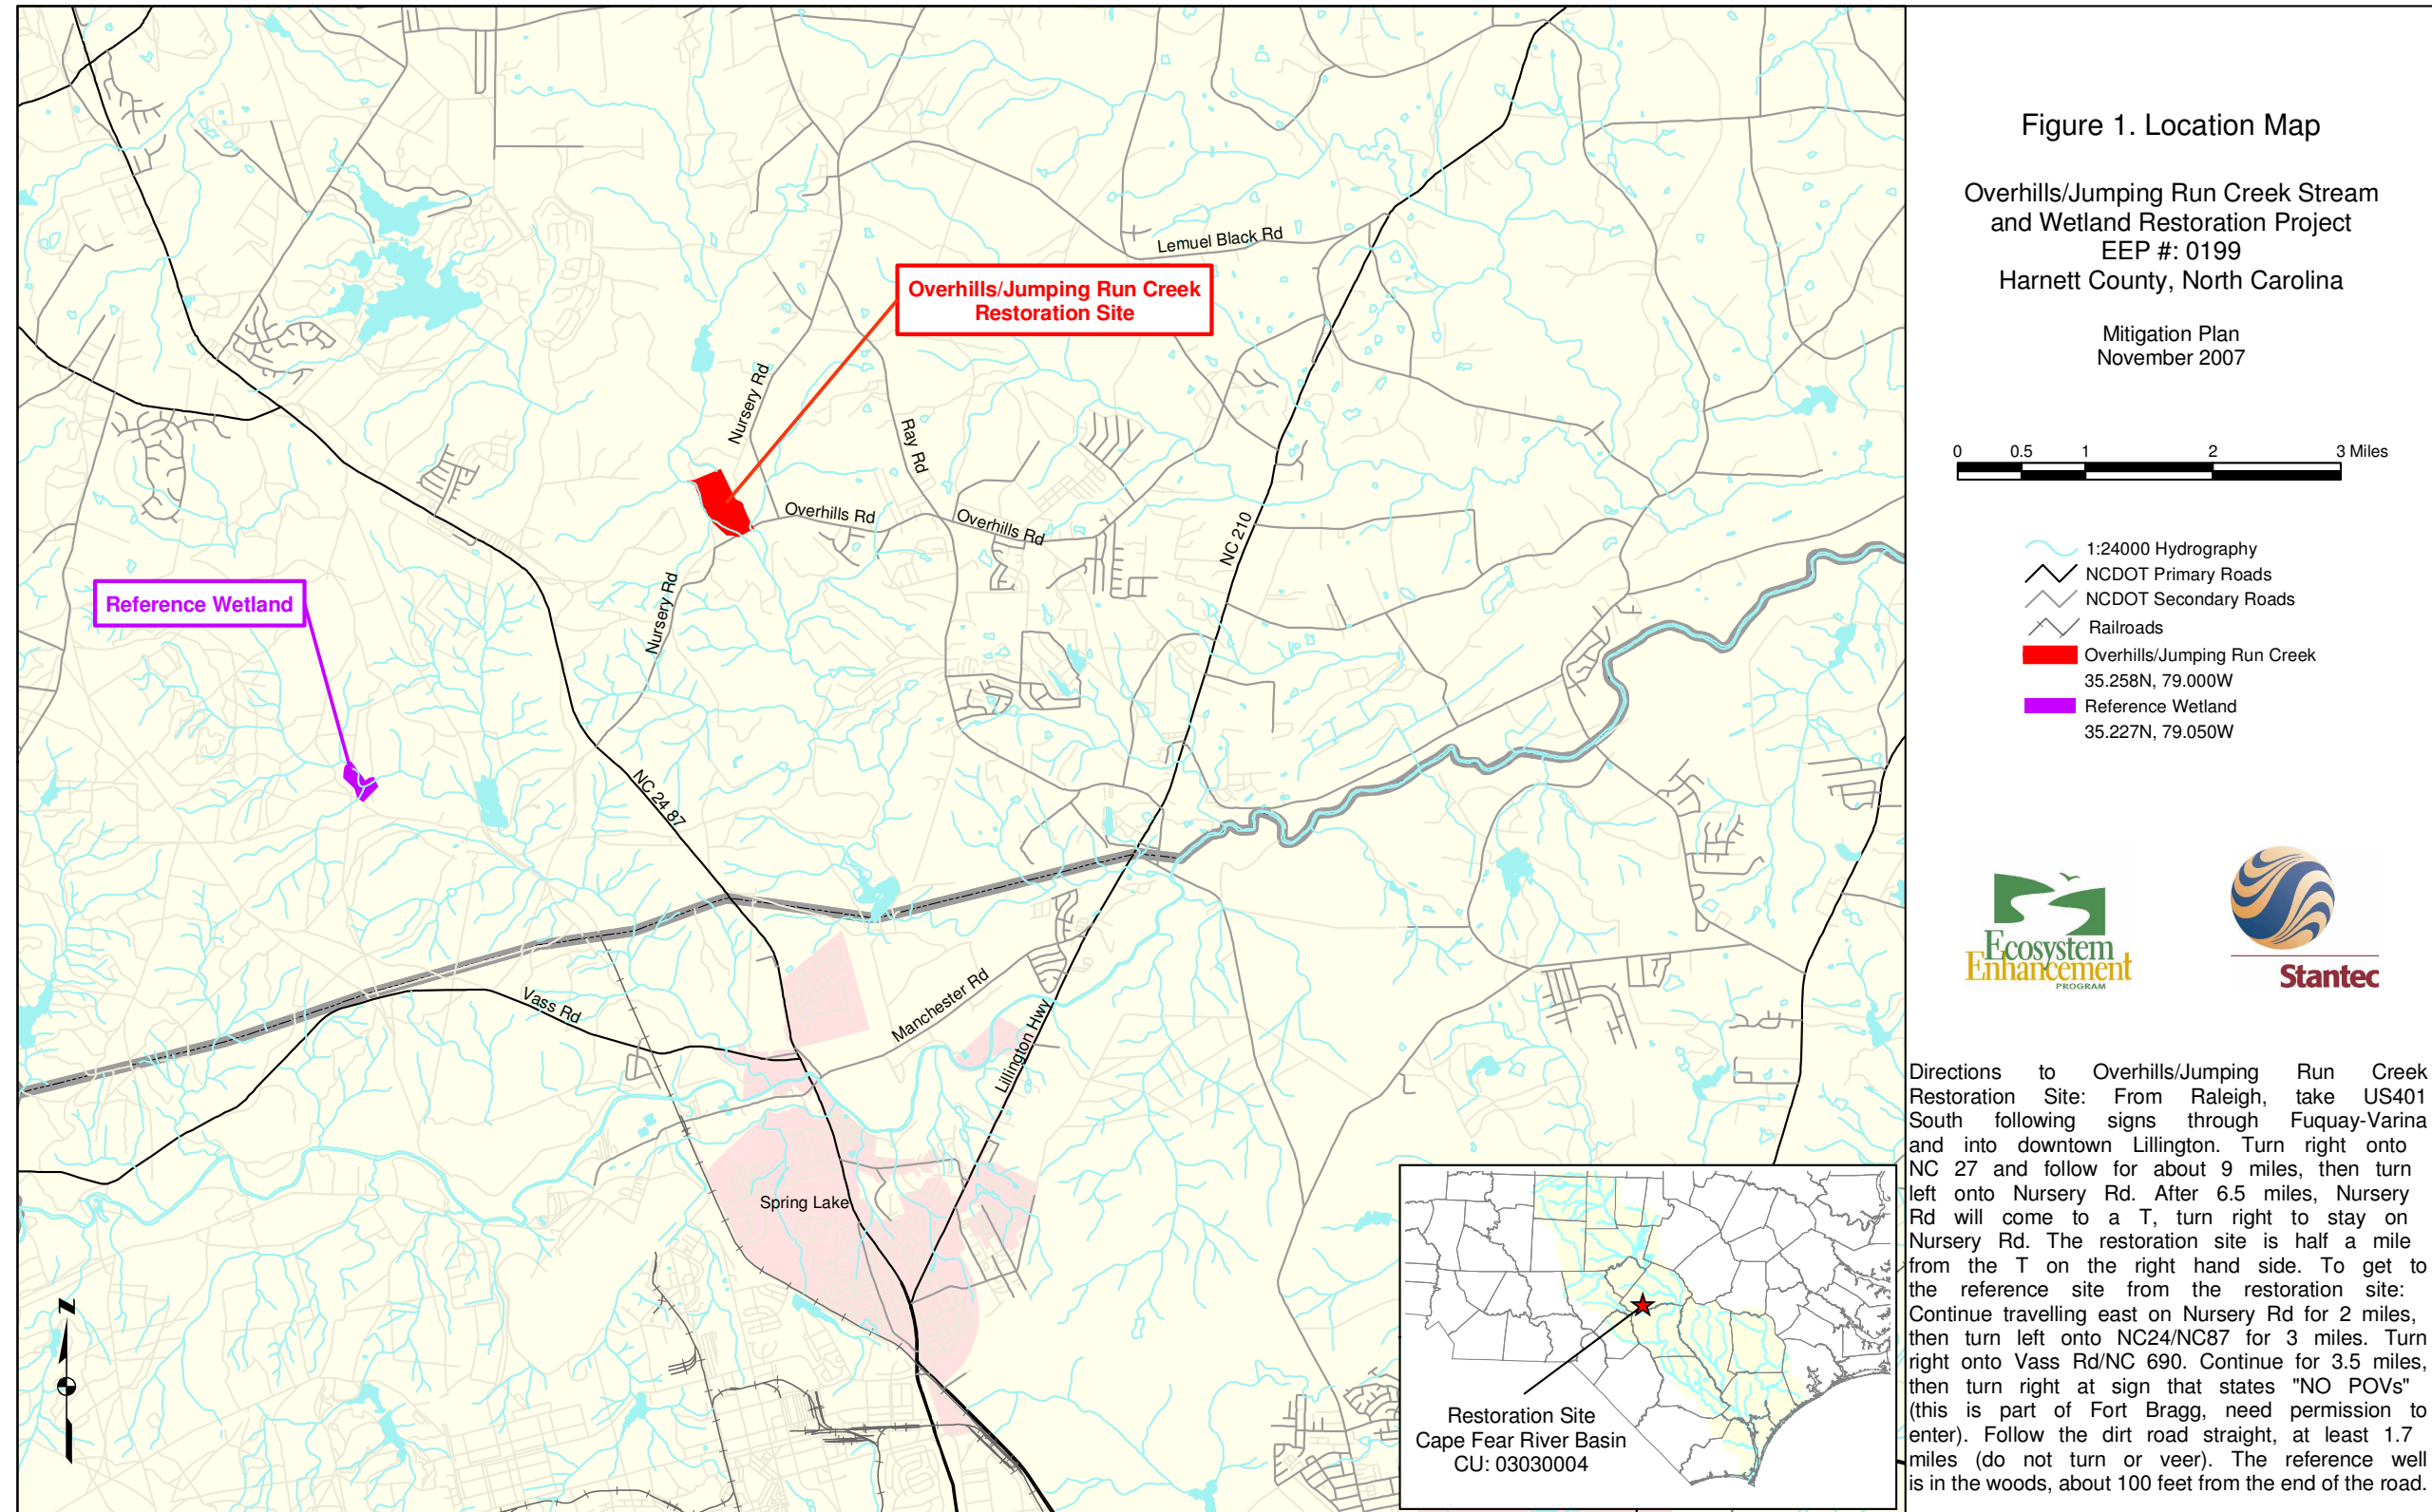 Figure 1. Location Map
Overhills/Jumping Run Creek Stream
and Wetland Restoration Project
EEP #: 0199
Harnett County, North Carolina
Mitigation Plan
November 2007
0 0.5 1 2 3 Miles
1:24000 Hydrography
NCDOT Primary Roads
NCDOT Secondary Roads
Railroads
Overhills/Jumping Run Creek
35.258N, 79.000W
Reference Wetland
35.227N, 79.050W
Ecosystem
Enhancement
PROGRAM
Stantec
Directions to Overhills/Jumping Run Creek
Restoration Site: From Raleigh, take US401
South following signs through Fuquay-Varina
and into downtown Lillington. Turn right onto
NC 27 and follow for about 9 miles, then turn
left onto Nursery Rd. After 6.5 miles, Nursery
Rd will come to a T, turn right to stay on
Nursery Rd. The restoration site is half a mile
from the T on the right hand side. To get to
the reference site from the restoration site:
Continue travelling east on Nursery Rd for 2 miles,
then turn left onto NC24/NC87 for 3 miles. Turn
right onto Vass Rd/NC 690. Continue for 3.5 miles,
then turn right at sign that states "NO POVs"
(this is part of Fort Bragg, need permission to
enter). Follow the dirt road straight, at least 1.7
miles (do not turn or veer). The reference well
is in the woods, about 100 feet from the end of the road.
Lemuel Black Rd
Overhills/Jumping Run Creek
Restoration Site
Nursery Rd
Ray Rd
Overhills Rd
Overhills Rd
NC 210
Nursery Rd
Reference Wetland
NC 24 87
Vass Rd
Manchester Rd
Lillington Hwy
Spring Lake
N
Restoration Site
Cape Fear River Basin
CU: 03030004